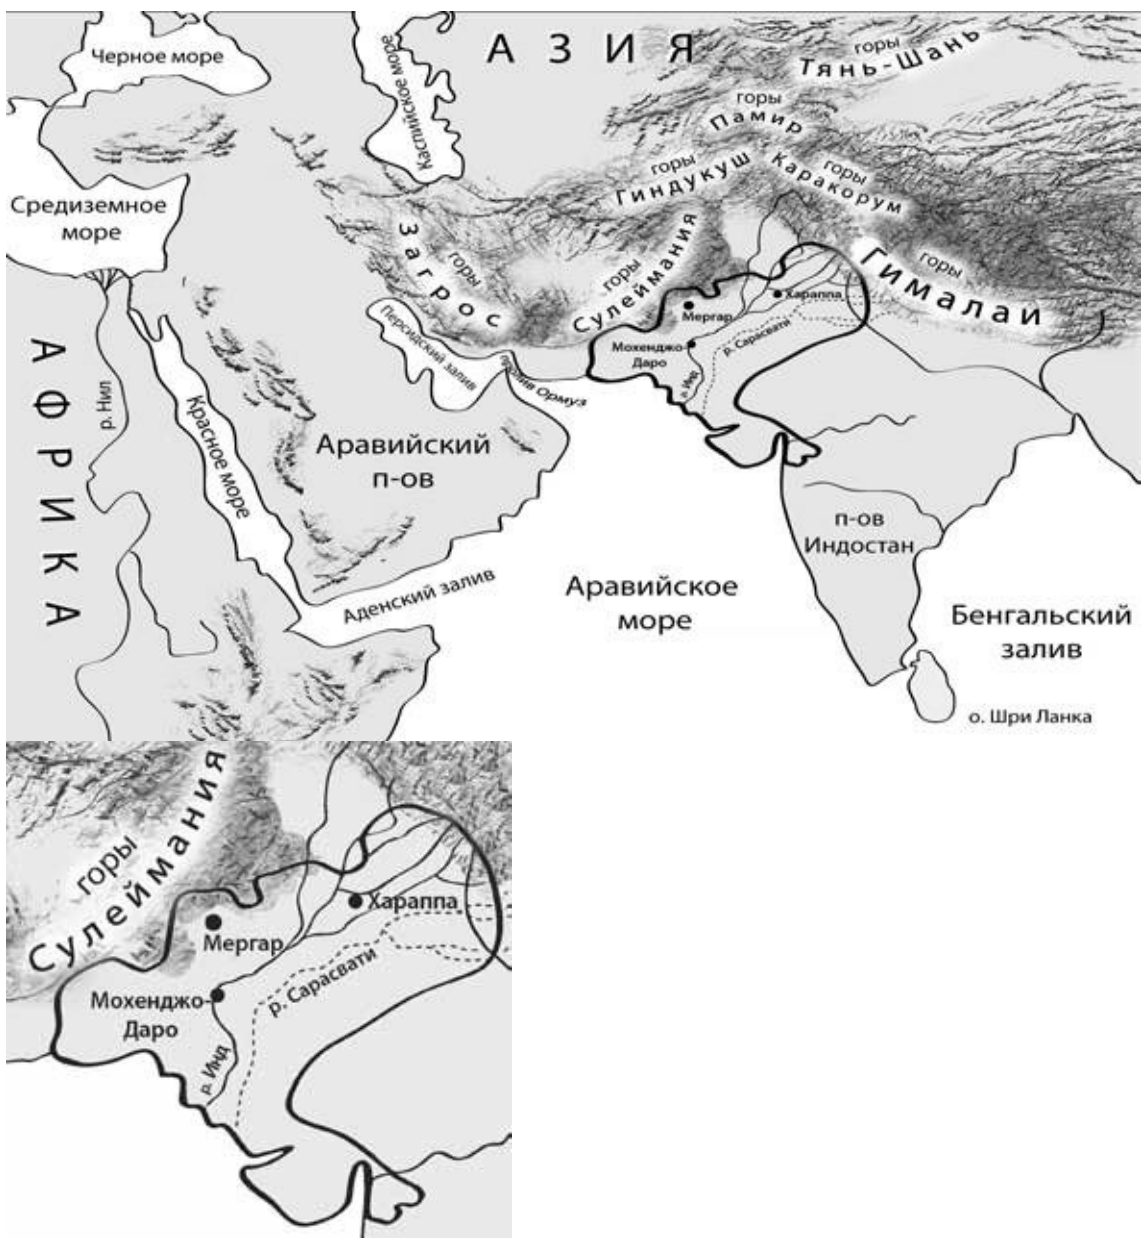 АЗИЯ
Черное море
Каспийское море
горы
Тянь-Шань
горы
Памир
горы
Гиндукуш
горы
Каракорум
Средиземное
море
горы
Загрос
горы
Сулеймания
горы
Гималаи
Хараппа
Мергар
Мохенджо-
Даро
р. Сарасвати
р. Инд
Персидский залив
пролив Ормуз
АФРИКА
р. Нил
Красное море
Аравийский
п-ов
п-ов
Индостан
Аденский залив
Аравийское
море
Бенгальский
залив
о. Шри Ланка
горы
Сулеймания
Хараппа
Мергар
Мохенджо-
Даро
р. Сарасвати
р. Инд